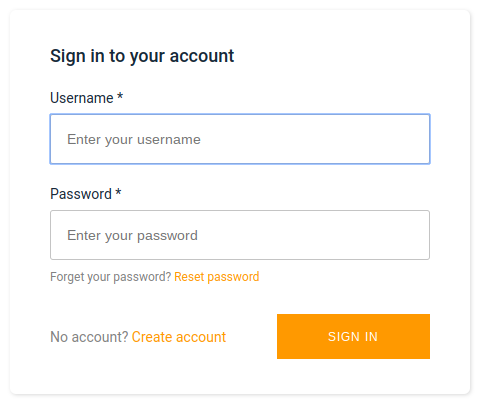 Sign in to your account
Username *
Enter your username
Password *
Enter your password
Forget your password? Reset password
No account? Create account SIGN IN